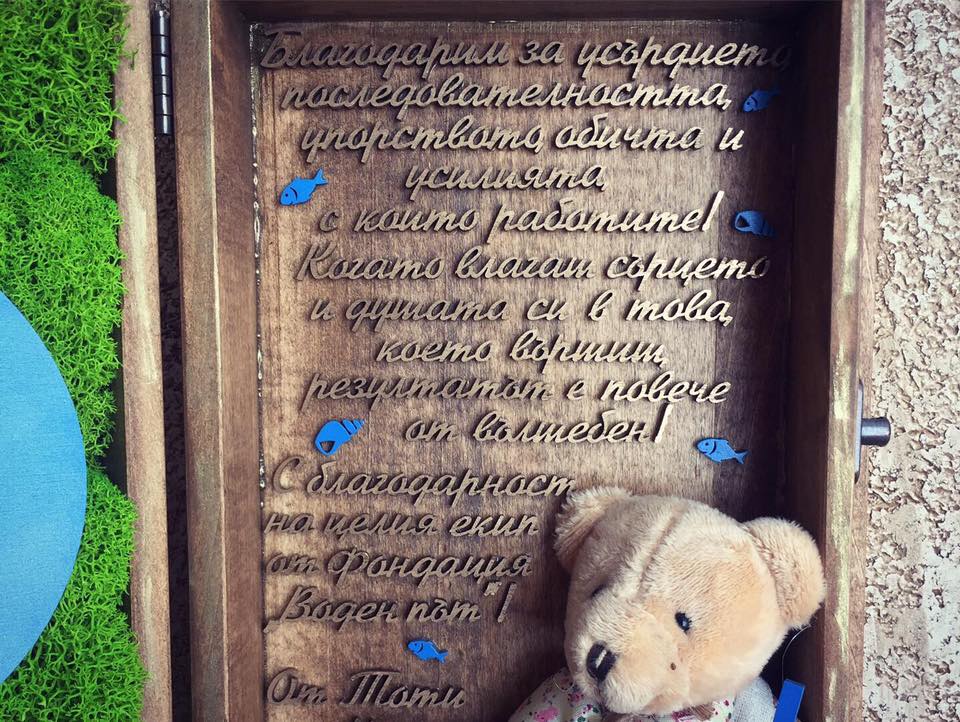 Благодарим за усърдието,
последователността,
упорството, обичта и
усилията,
с които работите!
Когато влагаш сърцето
и душата си в това,
което вършиш,
резултатът е повече
от вълшебен!
С благодарност
на целия екип
от Фондация
„Воден път"!
От Тоти